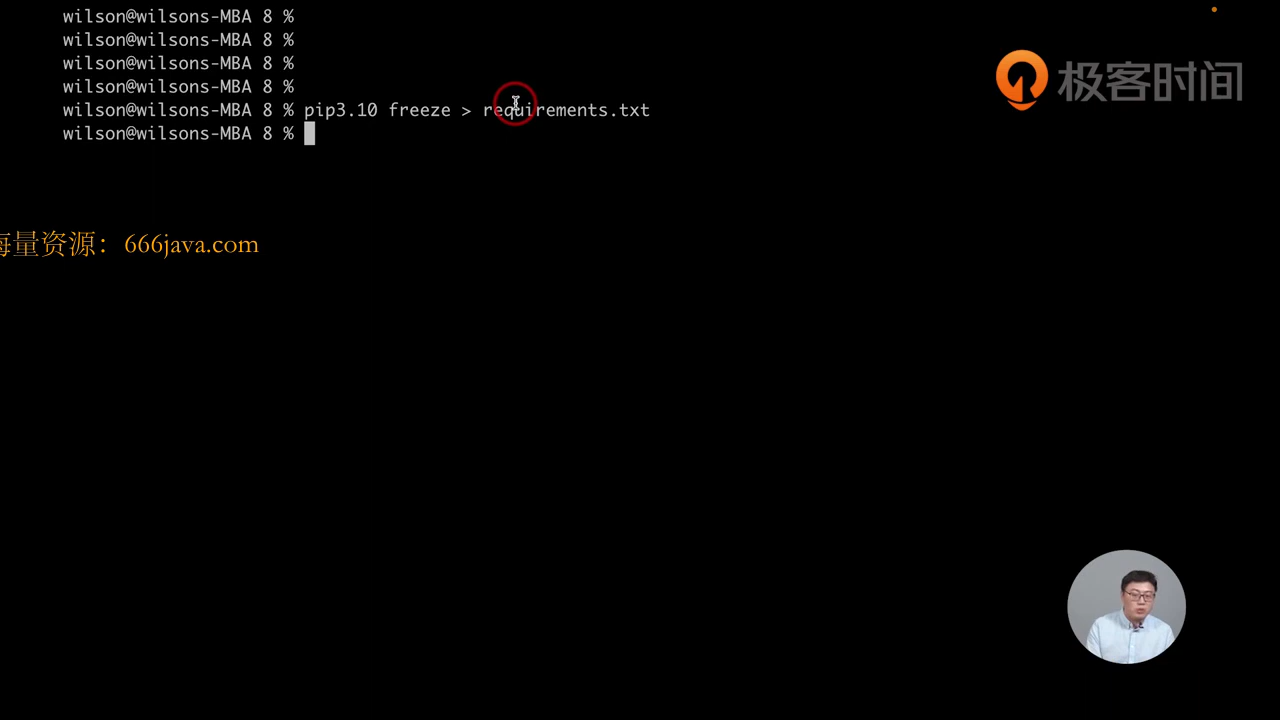 wilson@wilsons-MBA 8 %
wilson@wilsons-MBA 8 %
wilson@wilsons-MBA 8 %
wilson@wilsons-MBA 8 %
wilson@wilsons-MBA 8 % pip3.10 freeze > requirements.txt
wilson@wilsons-MBA 8 %
极客时间
海量资源：666java.com